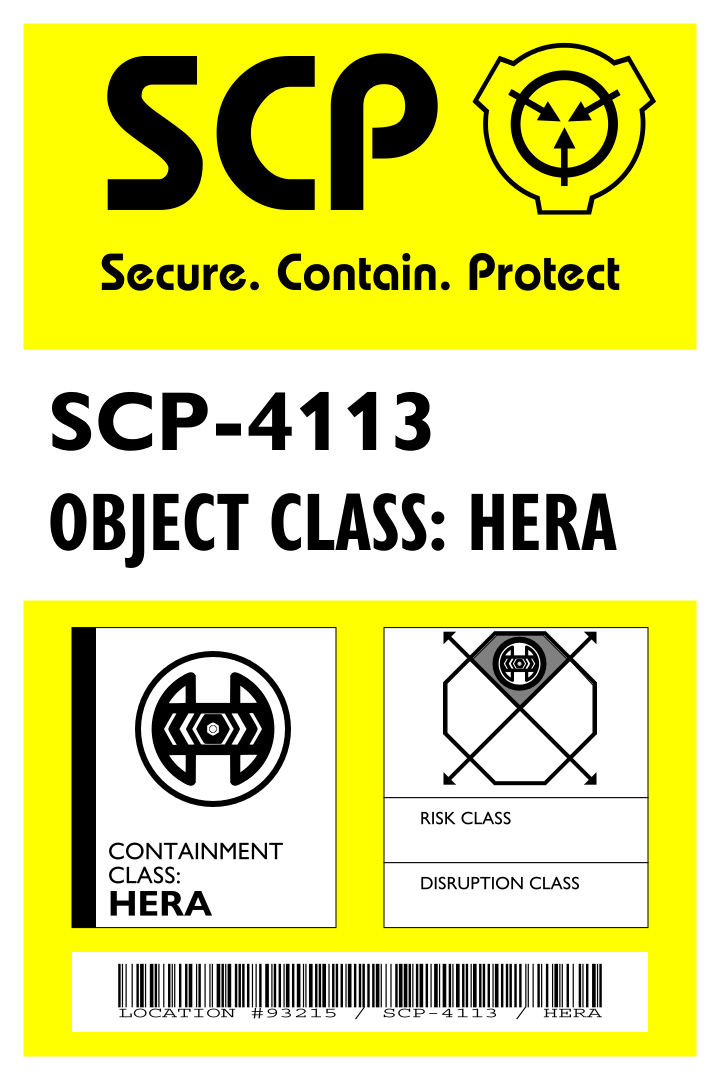 SCP
Secure. Contain. Protect
SCP-4113
OBJECT CLASS: HERA
CONTAINMENT
CLASS:
HERA
RISK CLASS
DISRUPTION CLASS
LOCATION #93215 / SCP-4113 / HERA